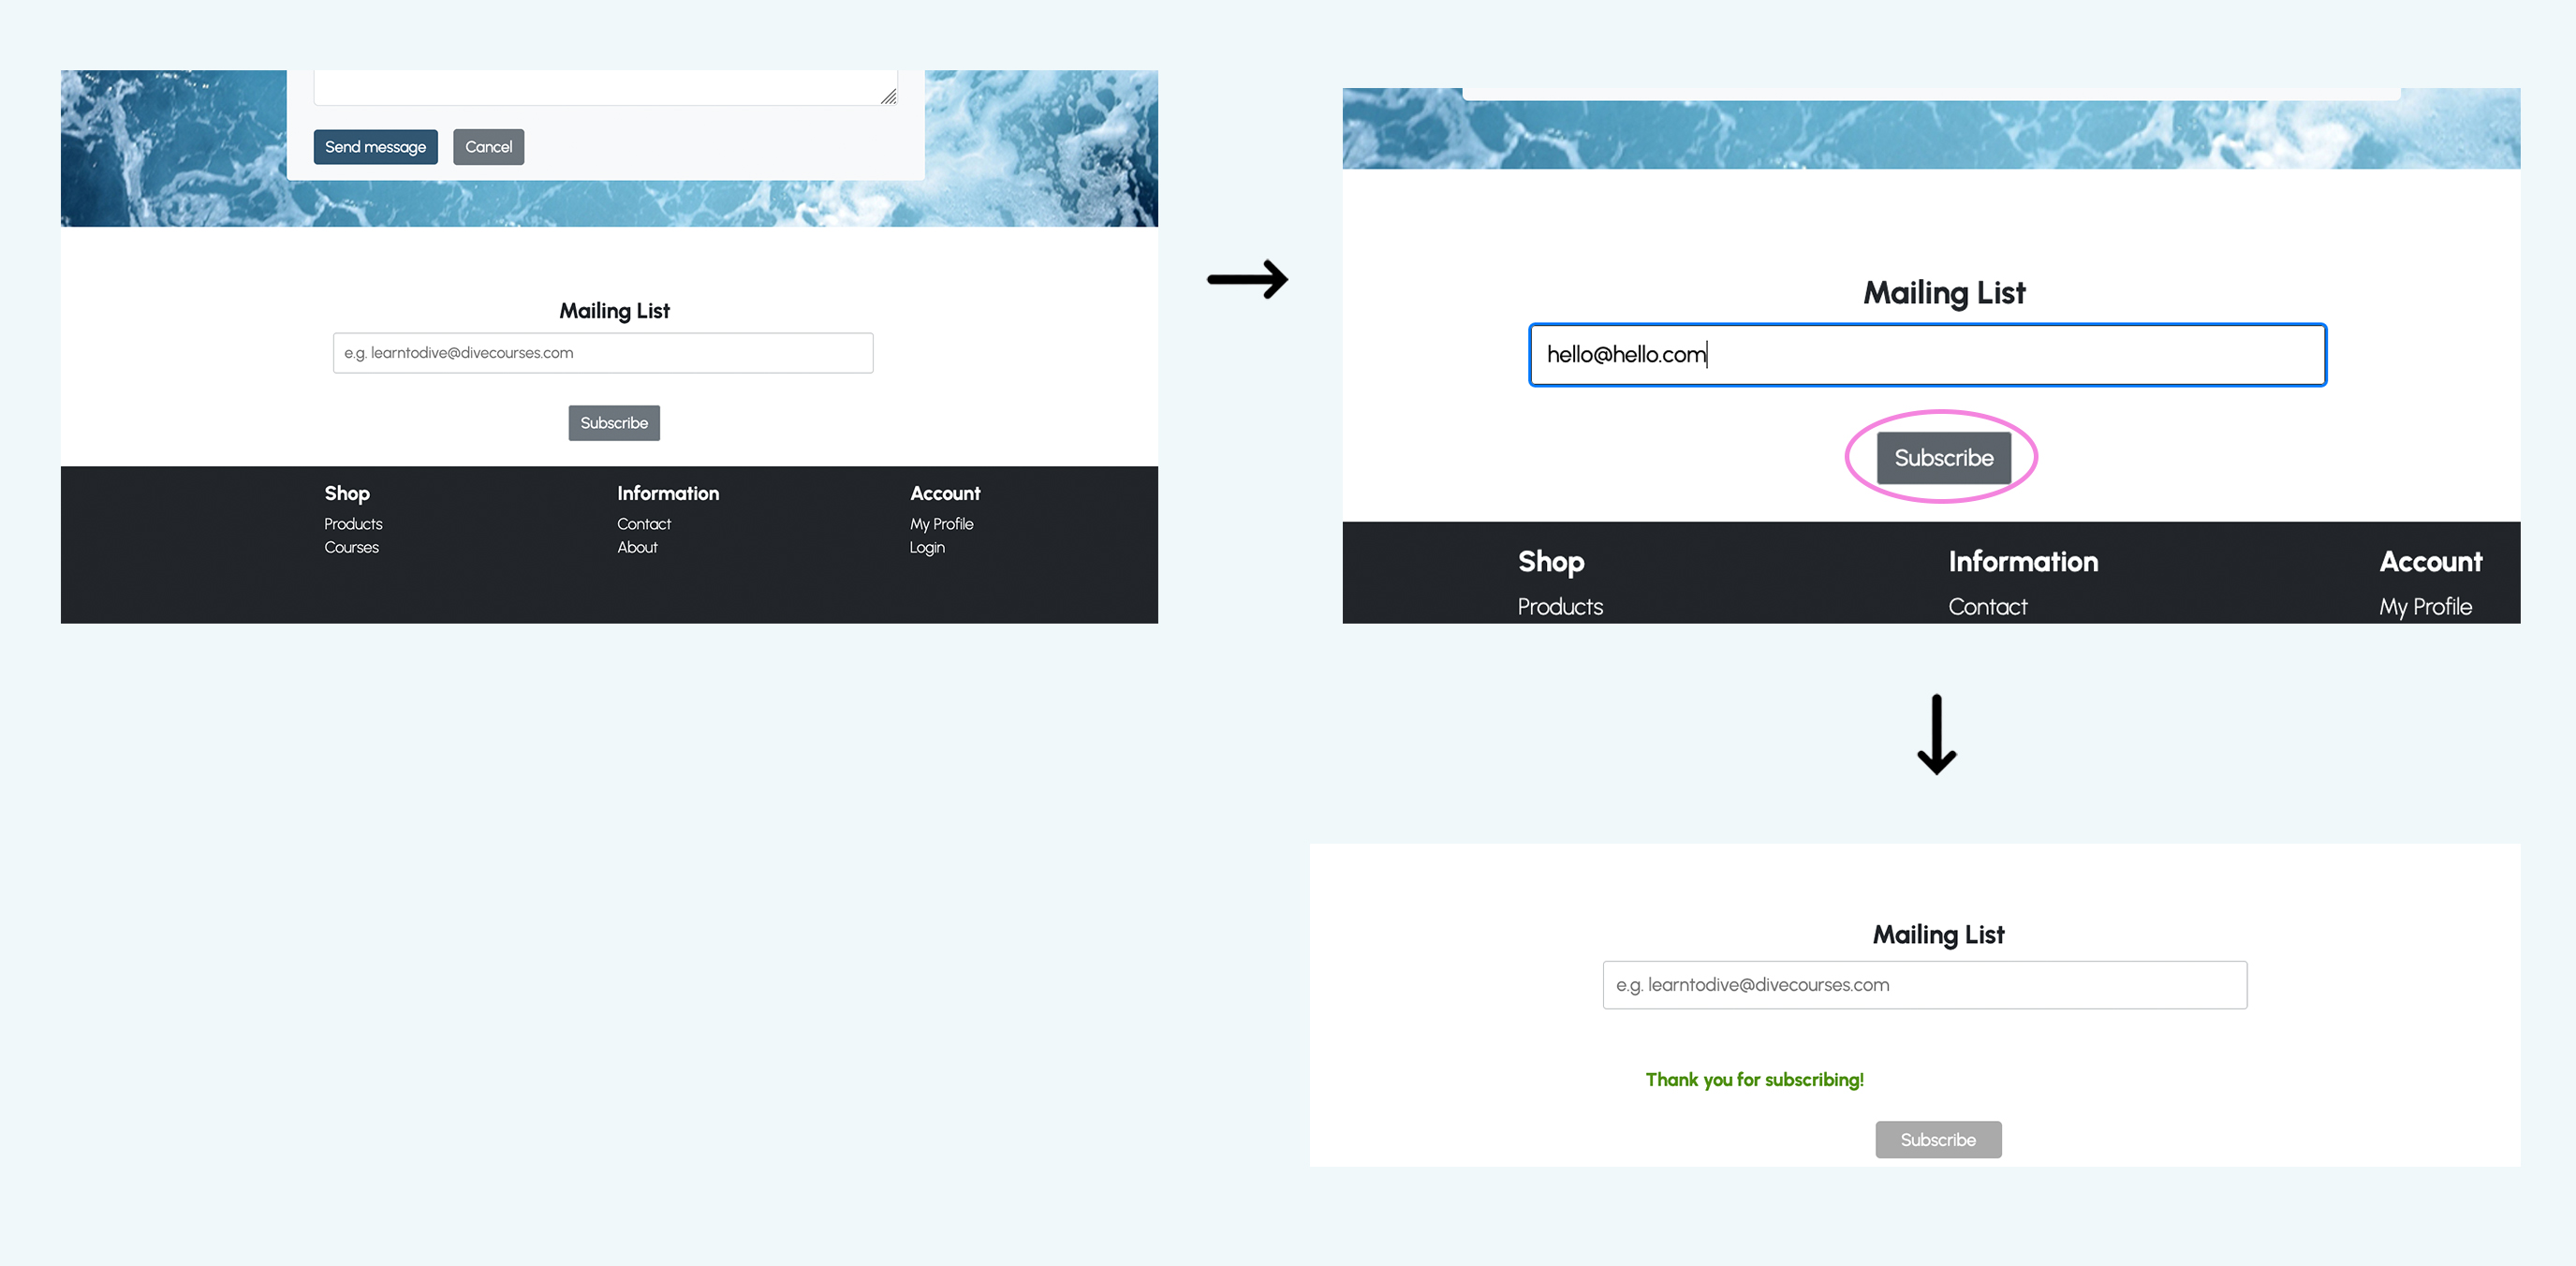 Send message Cancel
Mailing List
e.g. learntodive@divecourses.com
Subscribe
Shop Information Account
Products Contact My Profile
Courses About Login
Mailing List
hello@hello.com
Subscribe
Shop Information Account
Products Contact My Profile
Mailing List
e.g. learntodive@divecourses.com
Thank you for subscribing!
Subscribe